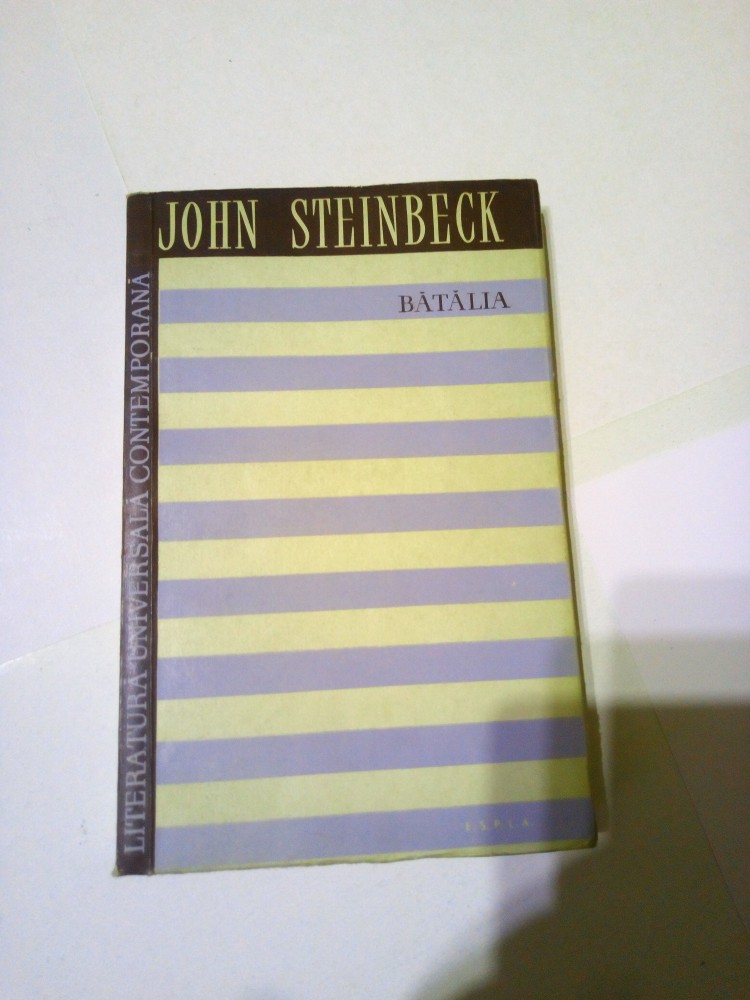 JOHN STEINBECK
BĂTĂLIA
LITERATURĂ UNIVERSALĂ CONTEMPORANĂ
E.S.P.L.A.